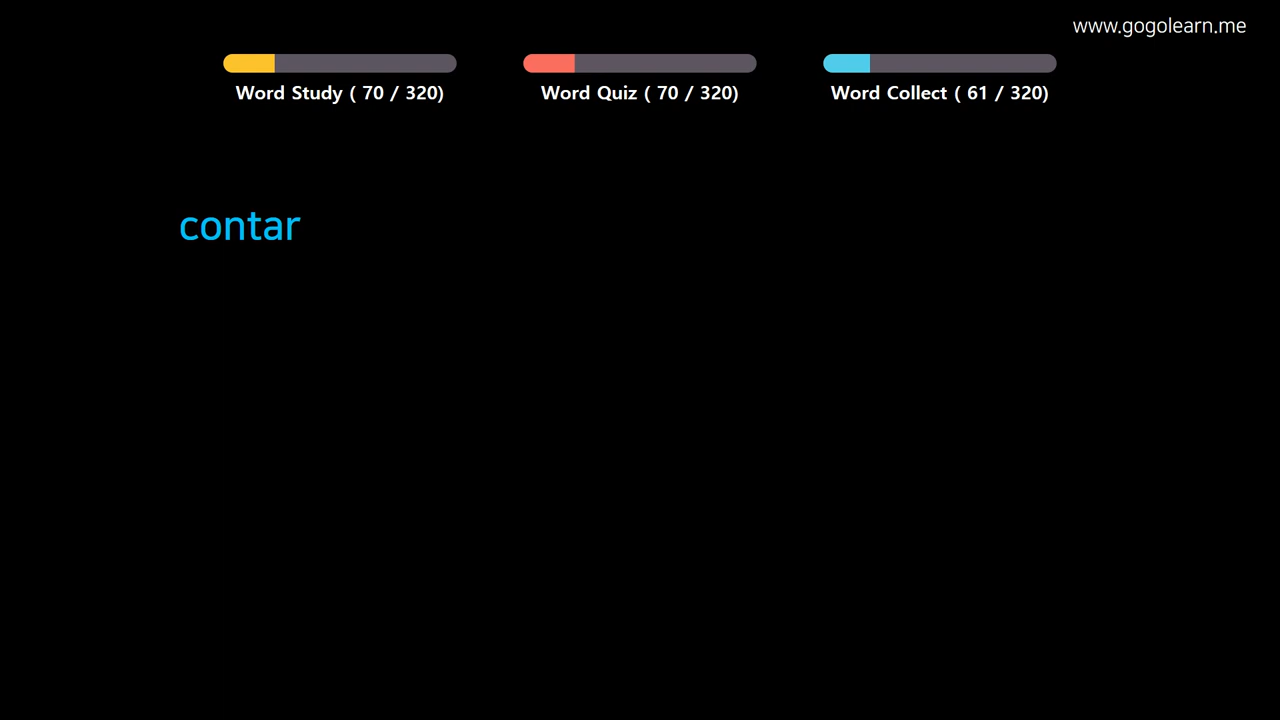 www.gogolearn.me
Word Study ( 70 / 320)
Word Quiz ( 70 / 320)
Word Collect ( 61 / 320)
contar